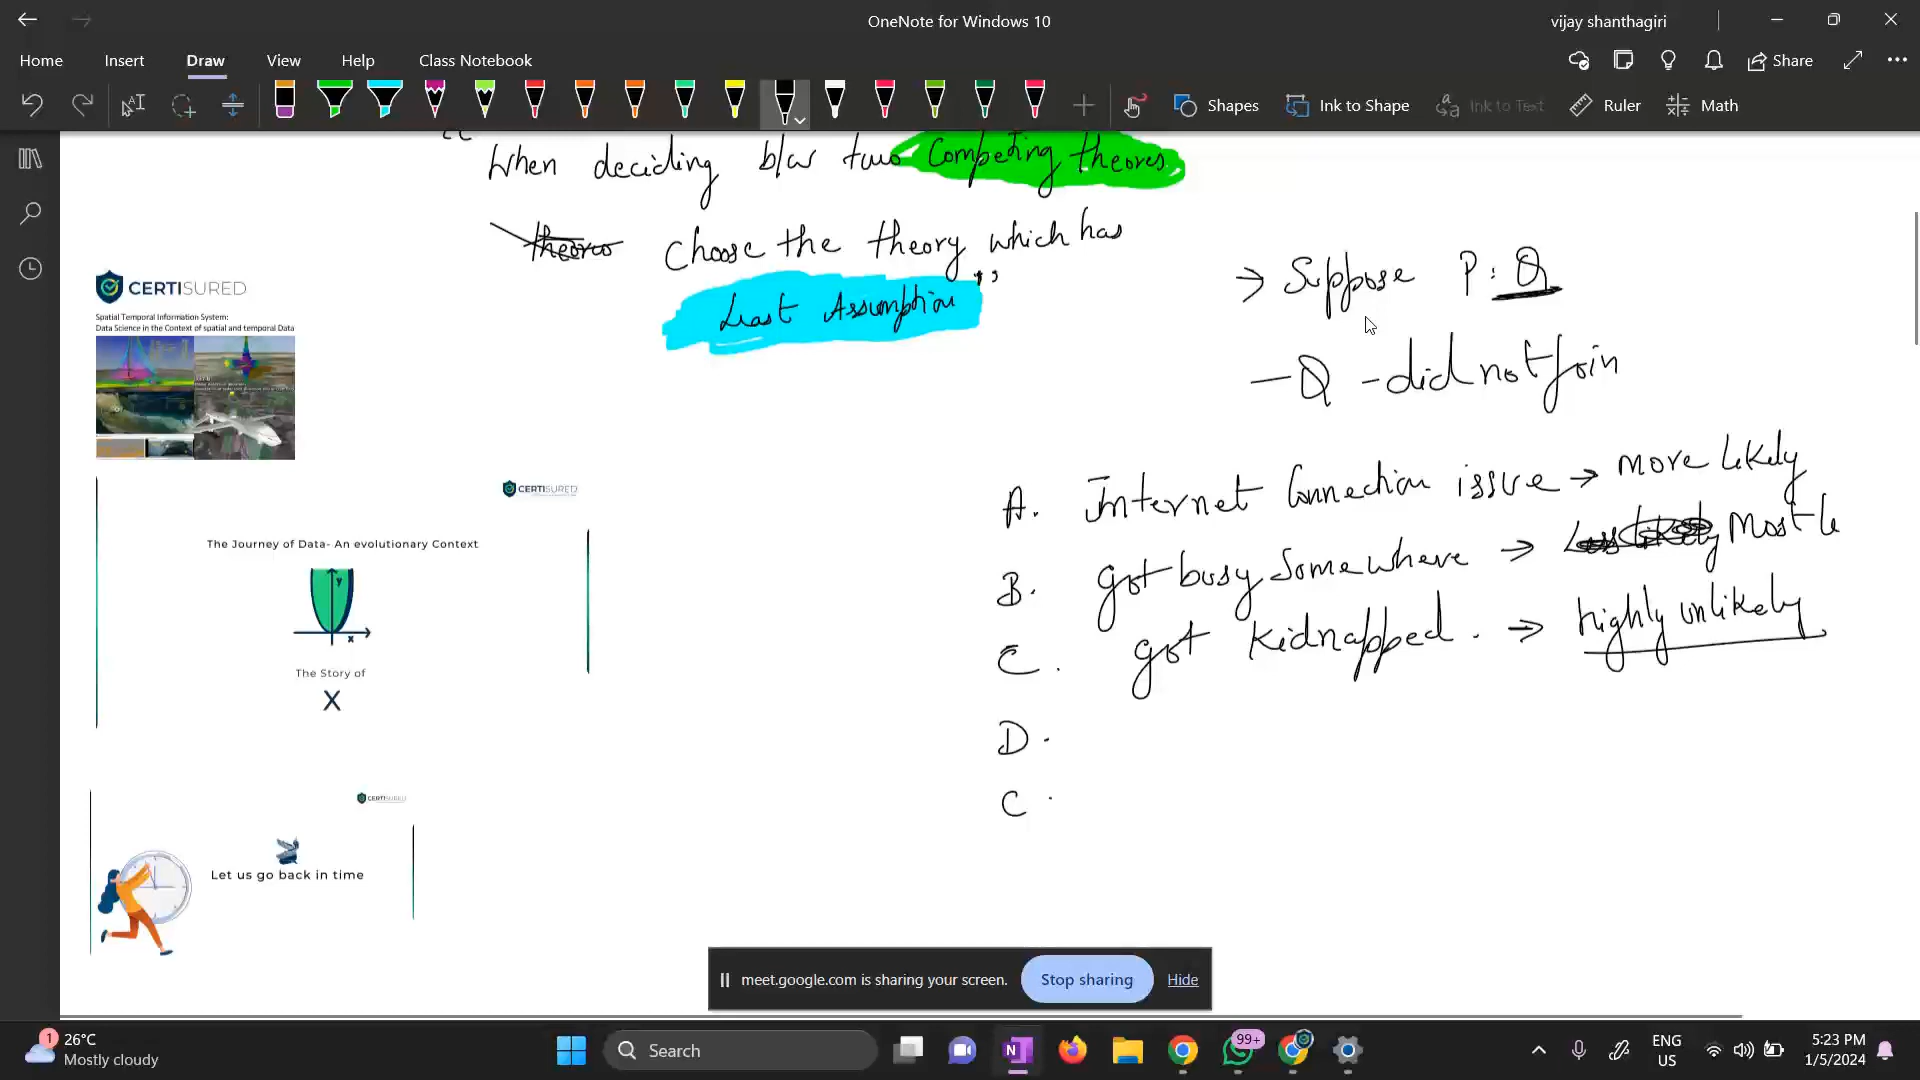 OneNote for Windows 10
vijay shanthagiri
Home Insert Draw View Help Class Notebook
Share
Shapes Ink to Shape Ink to Text Ruler Math
When deciding b/w two Competing theores
choose the theory which has
Least Assumption ”
→ Suppose P: Q
— Q - did not join
A. Internet Connection issue → more likely
B. got busy somewhere → Most le
C. got kidnapped. → highly unlikely
D.
C.
CERTISURED
Spatial Temporal Information System:
Data Science in the Context of spatial and temporal Data
CERTISURED
The Journey of Data- An evolutionary Context
y
x
The Story of
X
CERTISURED
Let us go back in time
meet.google.com is sharing your screen. Stop sharing Hide
1
26°C
Mostly cloudy
Search
99+
ENG
US
5:23 PM
1/5/2024